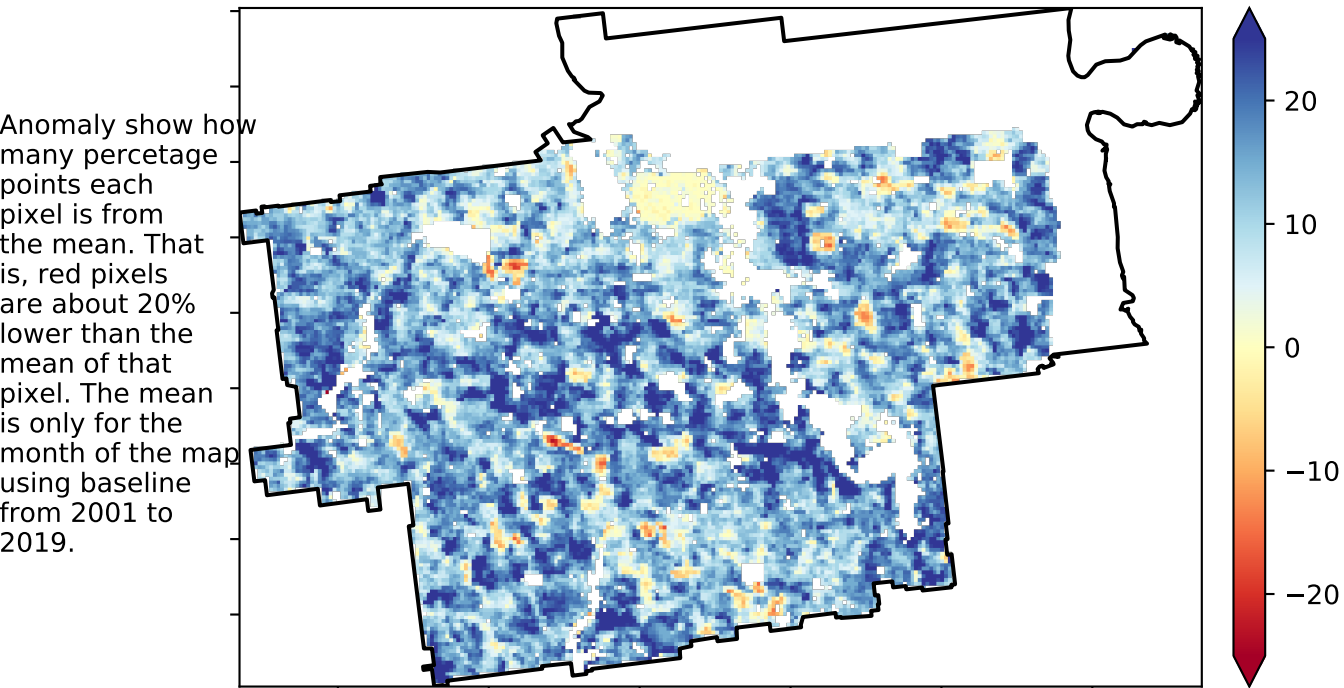 Anomaly show how
many percetage
points each
pixel is from
the mean. That
is, red pixels
are about 20%
lower than the
mean of that
pixel. The mean
is only for the
month of the map
using baseline
from 2001 to
2019.
20
10
0
−10
−20